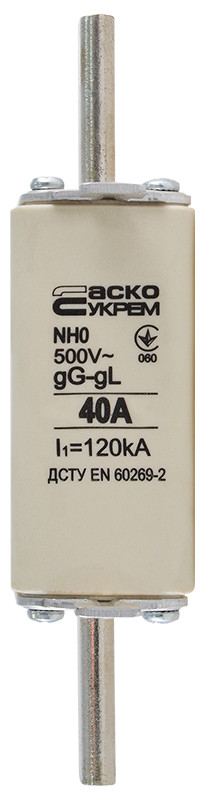 аско
УКРЕМ
NH0
500V~
060
gG-gL
40A
I₁=120kA
ДСТУ EN 60269-2